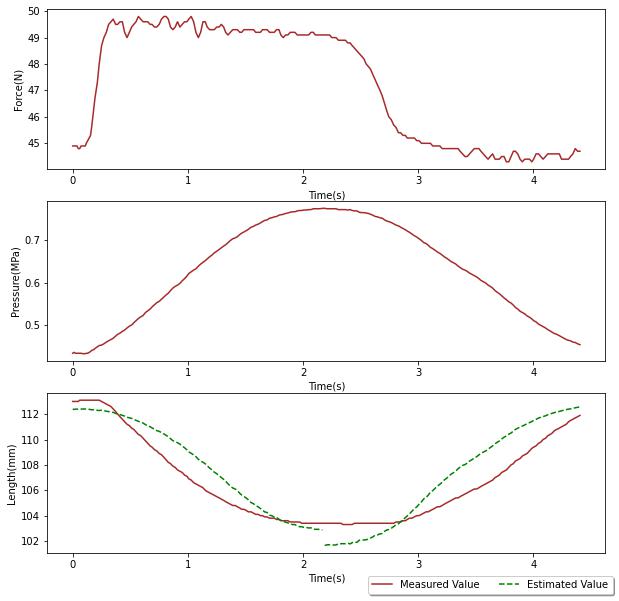 50
49
48
47
46
45
Force(N)
0 1 2 3 4
Time(s)
0.7
0.6
0.5
Pressure(MPa)
0 1 2 3 4
Time(s)
112
110
108
106
104
102
Length(mm)
0 1 2 3 4
Time(s)
Measured Value Estimated Value